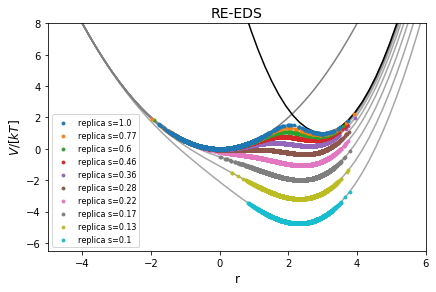 RE-EDS
V/[kT]
8
6
4
2
0
−2
−4
−6
replica s=1.0
replica s=0.77
replica s=0.6
replica s=0.46
replica s=0.36
replica s=0.28
replica s=0.22
replica s=0.17
replica s=0.13
replica s=0.1
−4 −2 0 2 4 6
r